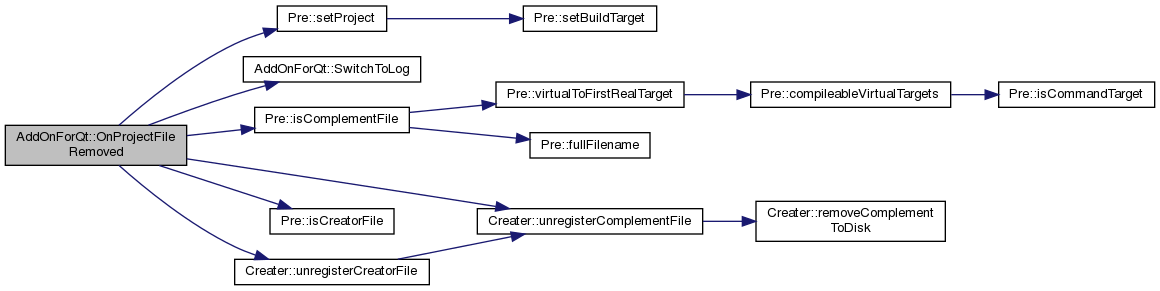 Pre::setProject
Pre::setBuildTarget
AddOnForQt::SwitchToLog
Pre::virtualToFirstRealTarget
Pre::compileableVirtualTargets
Pre::isCommandTarget
Pre::isComplementFile
AddOnForQt::OnProjectFile
Removed
Pre::fullFilename
Pre::isCreatorFile
Creater::unregisterComplementFile
Creater::removeComplement
ToDisk
Creater::unregisterCreatorFile